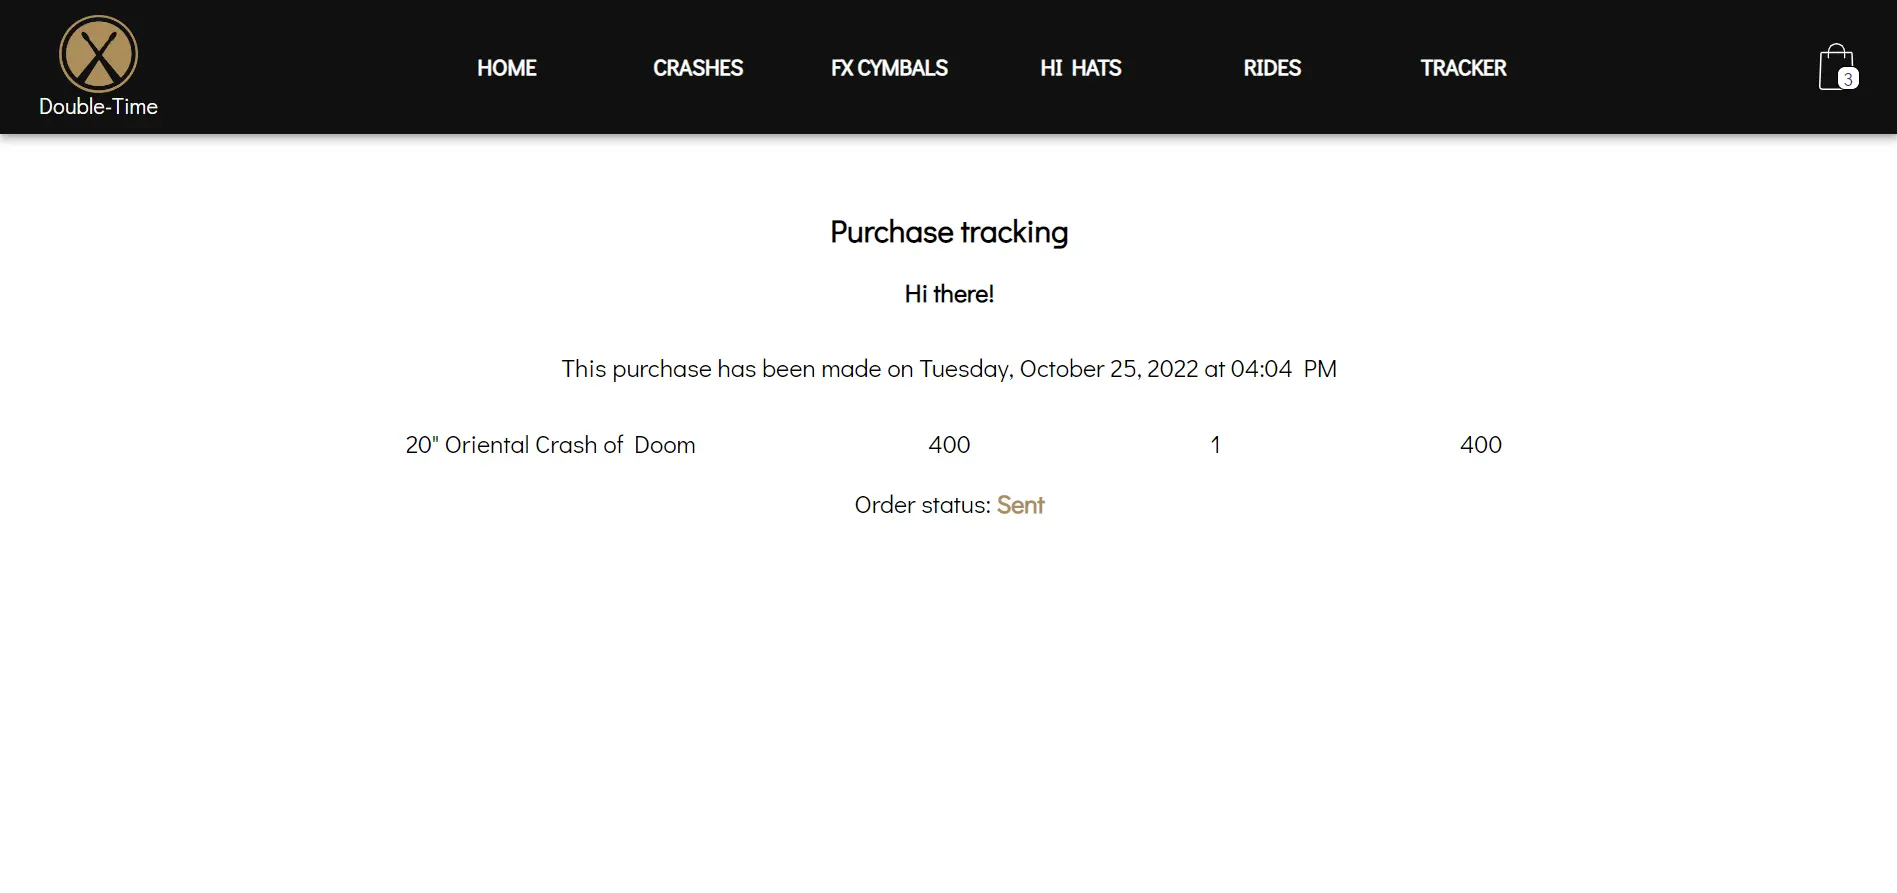 Double-Time
HOME CRASHES FX CYMBALS HI HATS RIDES TRACKER
3
Purchase tracking
Hi there!
This purchase has been made on Tuesday, October 25, 2022 at 04:04 PM
20" Oriental Crash of Doom 400 1 400
Order status: Sent